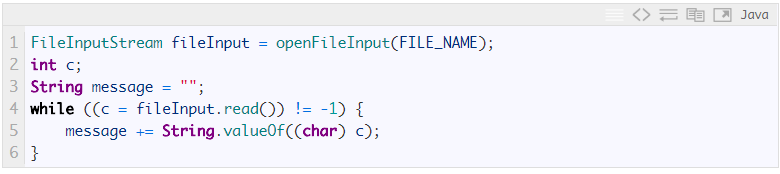 Java
1 FileInputStream fileInput = openFileInput(FILE_NAME);
2 int c;
3 String message = "";
4 while ((c = fileInput.read()) != -1) {
5     message += String.valueOf((char) c);
6 }